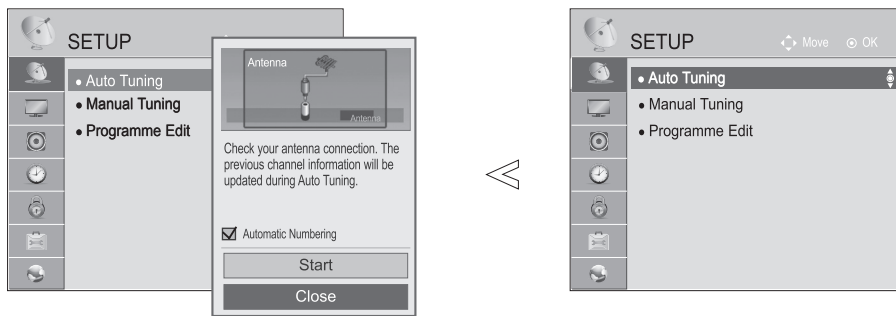 SETUP
• Auto Tuning
• Manual Tuning
• Programme Edit
Antenna
Antenna
Check your antenna connection. The
previous channel information will be
updated during Auto Tuning.
Automatic Numbering
Start
Close
SETUP
Move
OK
• Auto Tuning
• Manual Tuning
• Programme Edit